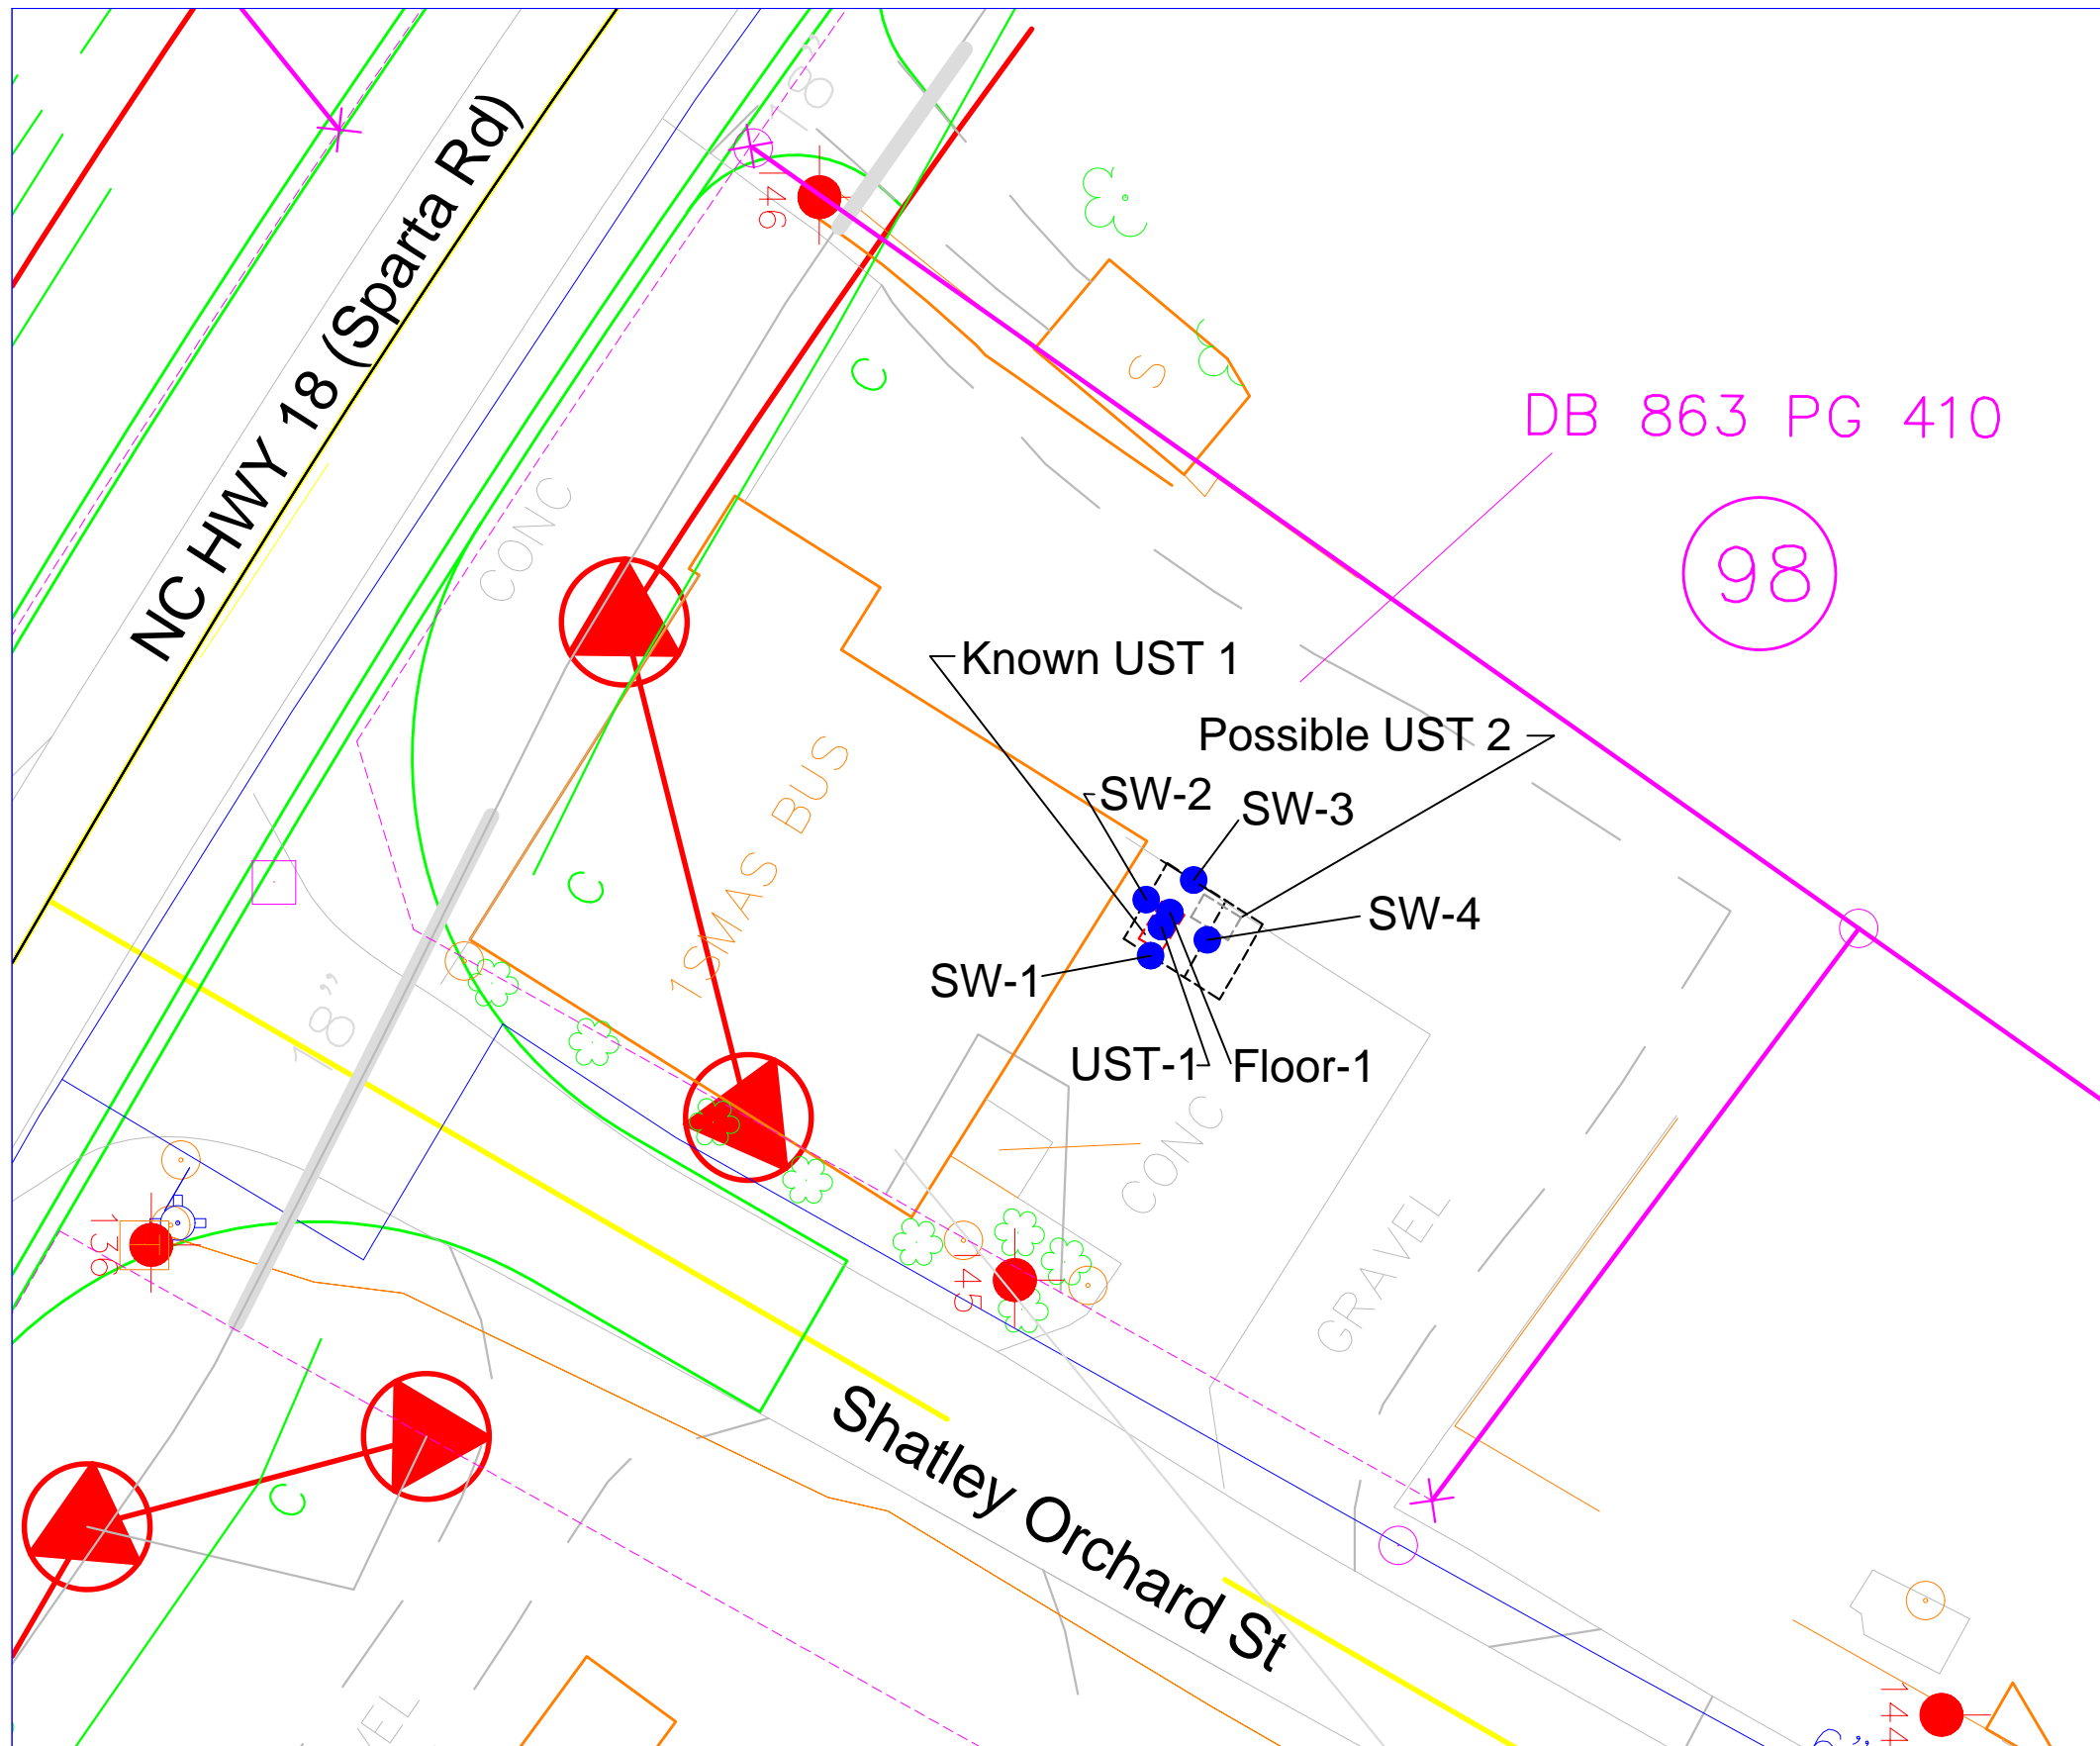 18"
146
NC HWY 18 (Sparta Rd)
S
C
DB 863 PG 410
98
CONC
Known UST 1
Possible UST 2
SW-2
SW-3
1SMAS BUS
C
SW-4
SW-1
18"
UST-1
Floor-1
CONC
136
145
GRAVEL
T
Shatley Orchard St
C
144